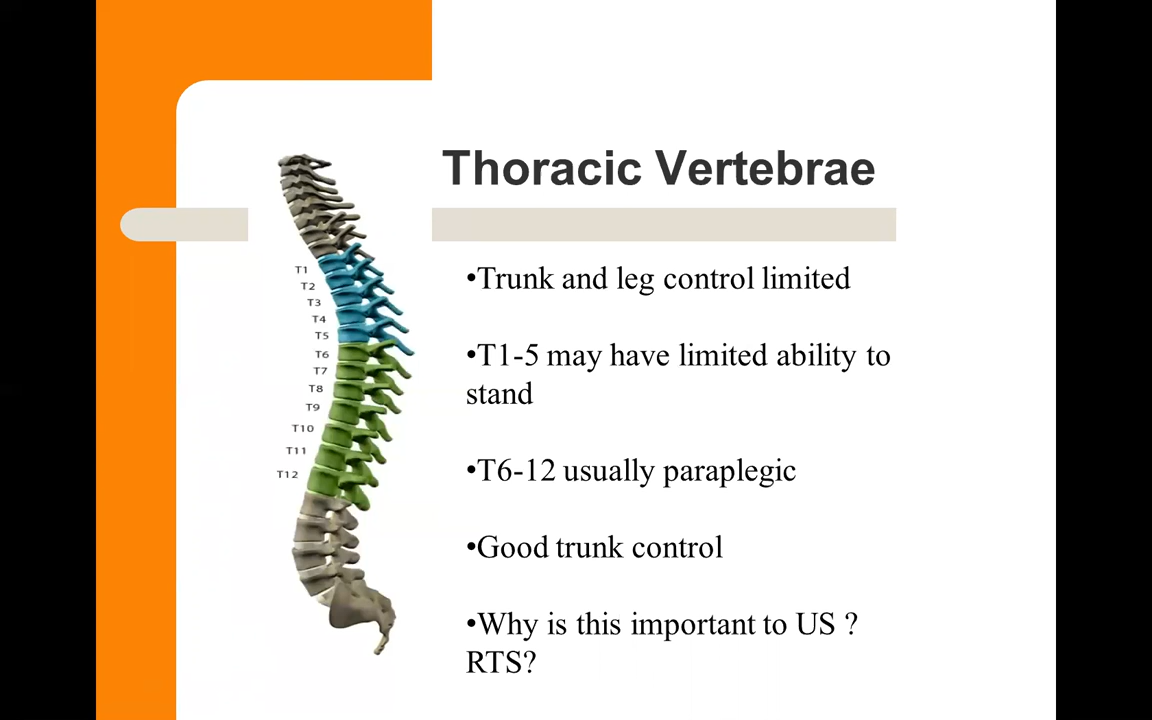 Thoracic Vertebrae
T1
T2
T3
T4
T5
T6
T7
T8
T9
T10
T11
T12
•Trunk and leg control limited
•T1-5 may have limited ability to
stand
•T6-12 usually paraplegic
•Good trunk control
•Why is this important to US ?
RTS?